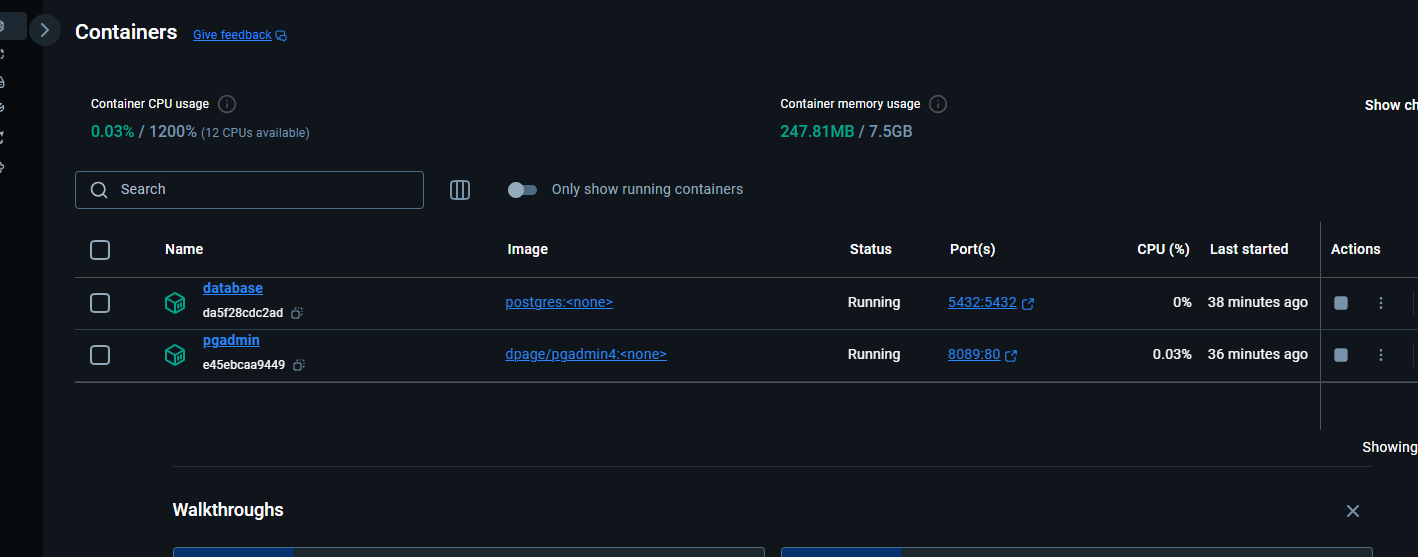 Containers Give feedback
Container CPU usage
0.03% / 1200% (12 CPUs available)
Container memory usage
247.81MB / 7.5GB
Show ch
Search
Only show running containers
Name Image Status Port(s) CPU (%) Last started Actions
database
da5f28cdc2ad
postgres:<none> Running 5432:5432 0% 38 minutes ago
pgadmin
e45ebcaa9449
dpage/pgadmin4:<none> Running 8089:80 0.03% 36 minutes ago
Showing
Walkthroughs